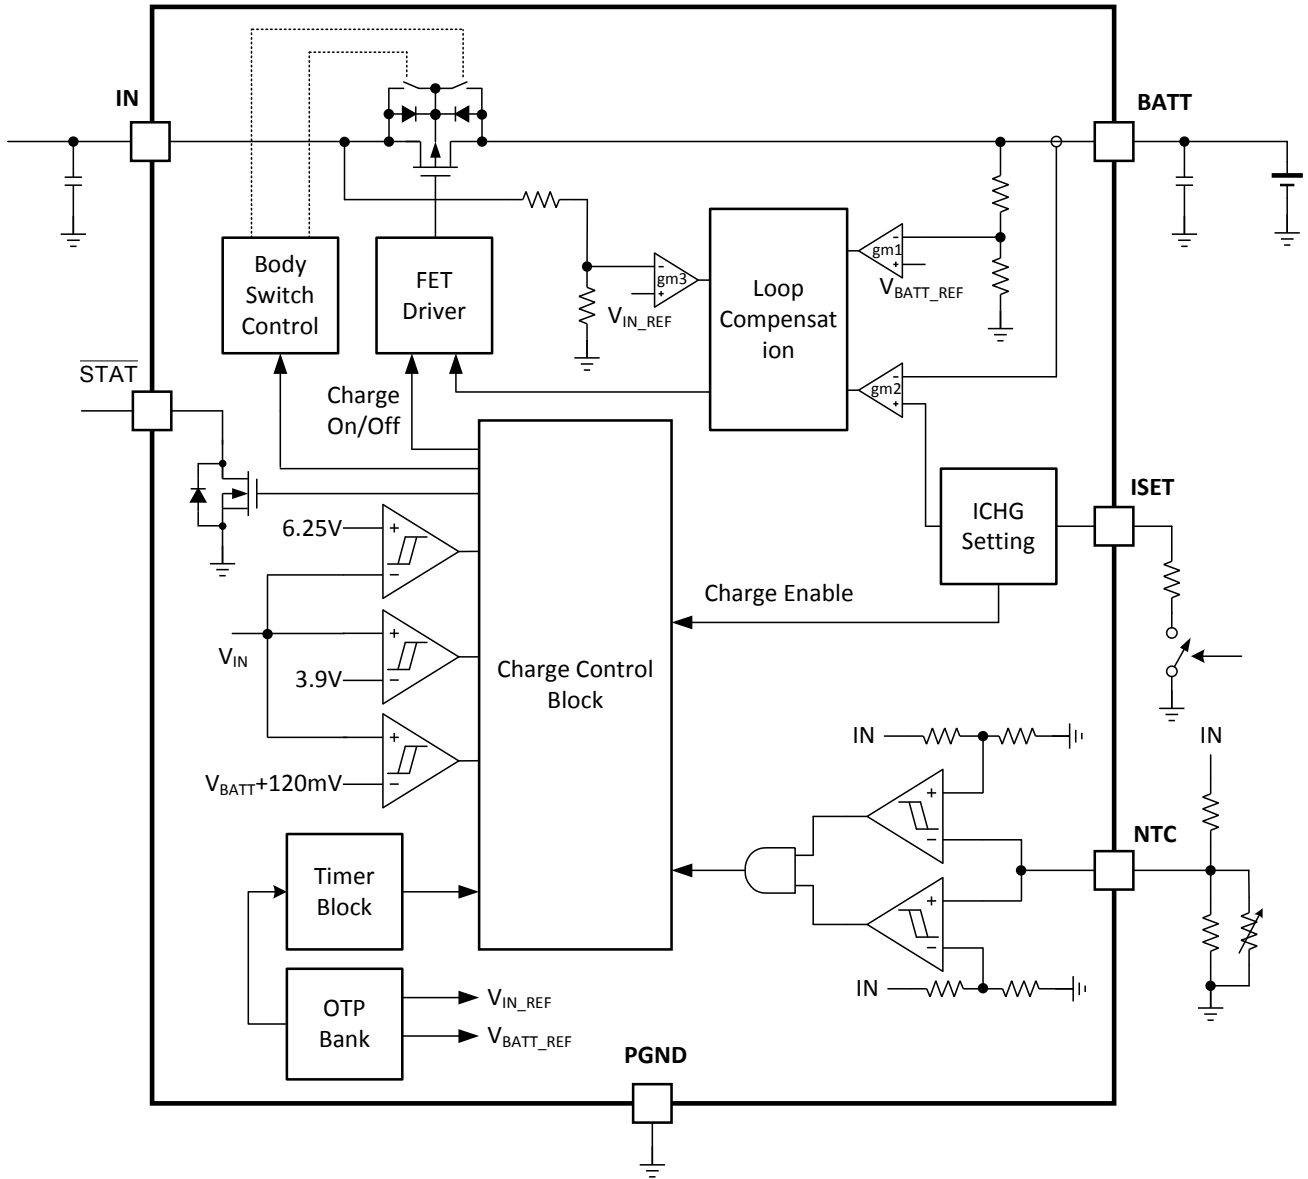 IN
BATT
Body
Switch
Control
FET
Driver
Loop
Compensat
ion
gm1
-
+
V_BATT_REF
gm3
-
+
V_IN_REF
STAT
Charge
On/Off
gm2
-
+
ISET
ICHG
Setting
6.25V
+
−
Charge Enable
V_IN
+
3.9V
−
Charge Control
Block
+
V_BATT+120mV
−
IN
IN
+
−
NTC
Timer
Block
+
−
IN
OTP
Bank
V_IN_REF
V_BATT_REF
PGND